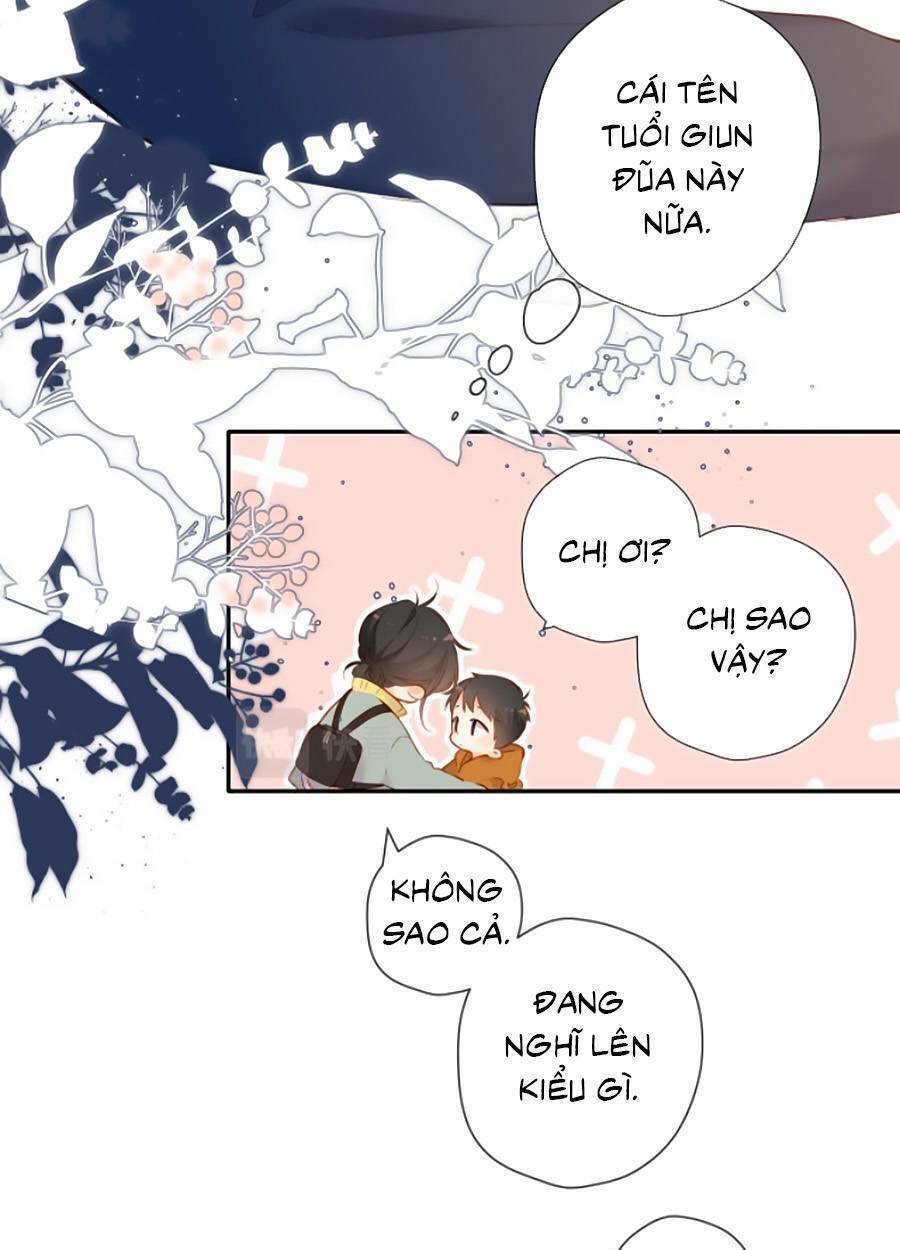 CÁI TÊN
TUỔI GIUN
ĐŨA NÀY
NỮA.
CHỊ ƠI?
CHỊ SAO
VẬY?
KHÔNG
SAO CẢ.
ĐANG
NGHĨ LÊN
KIỂU GÌ.